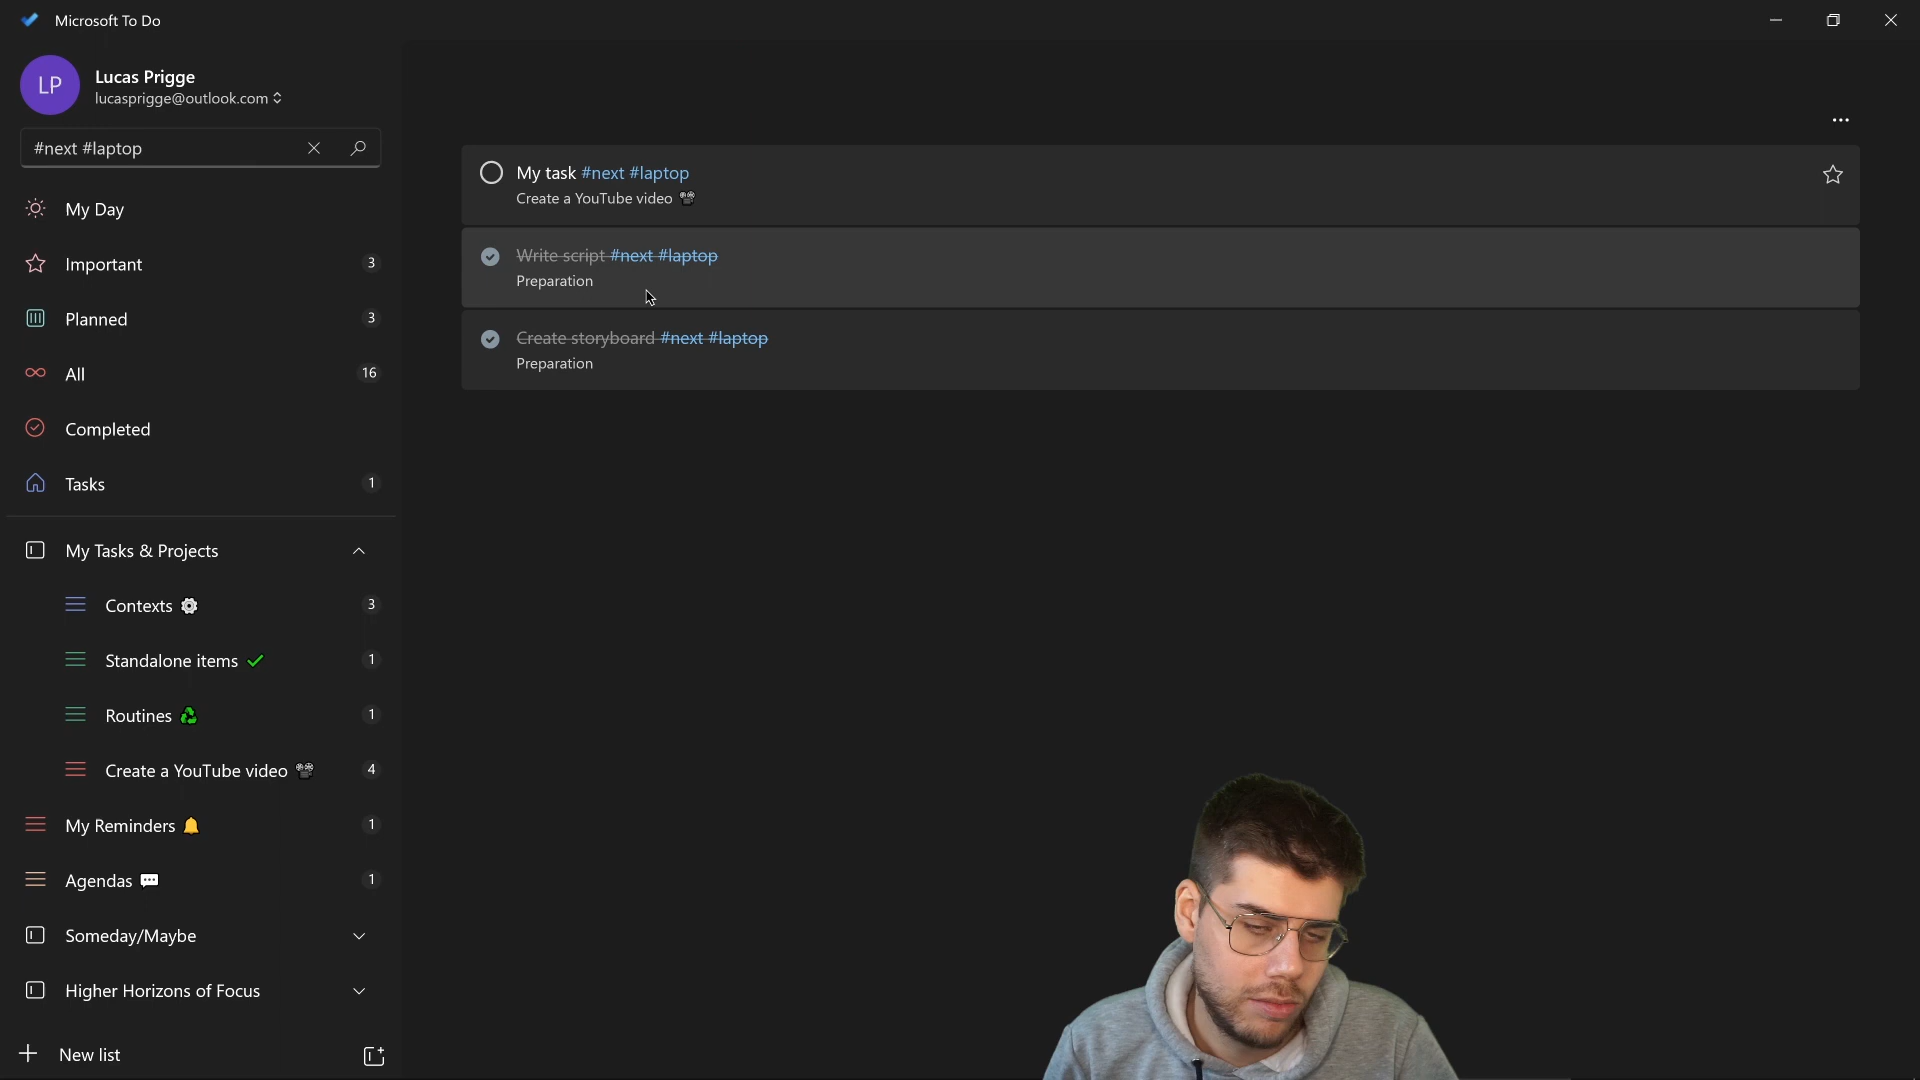 Microsoft To Do
LP
Lucas Prigge
lucasprigge@outlook.com
#next #laptop
My Day
Important 3
Planned 3
All 16
Completed
Tasks 1
My Tasks & Projects
Contexts ⚙️ 3
Standalone items ✔️ 1
Routines ♻️ 1
Create a YouTube video 📽️ 4
My Reminders 🔔 1
Agendas 💬 1
Someday/Maybe
Higher Horizons of Focus
New list
My task #next #laptop
Create a YouTube video 📽️
Write script #next #laptop
Preparation
Create storyboard #next #laptop
Preparation